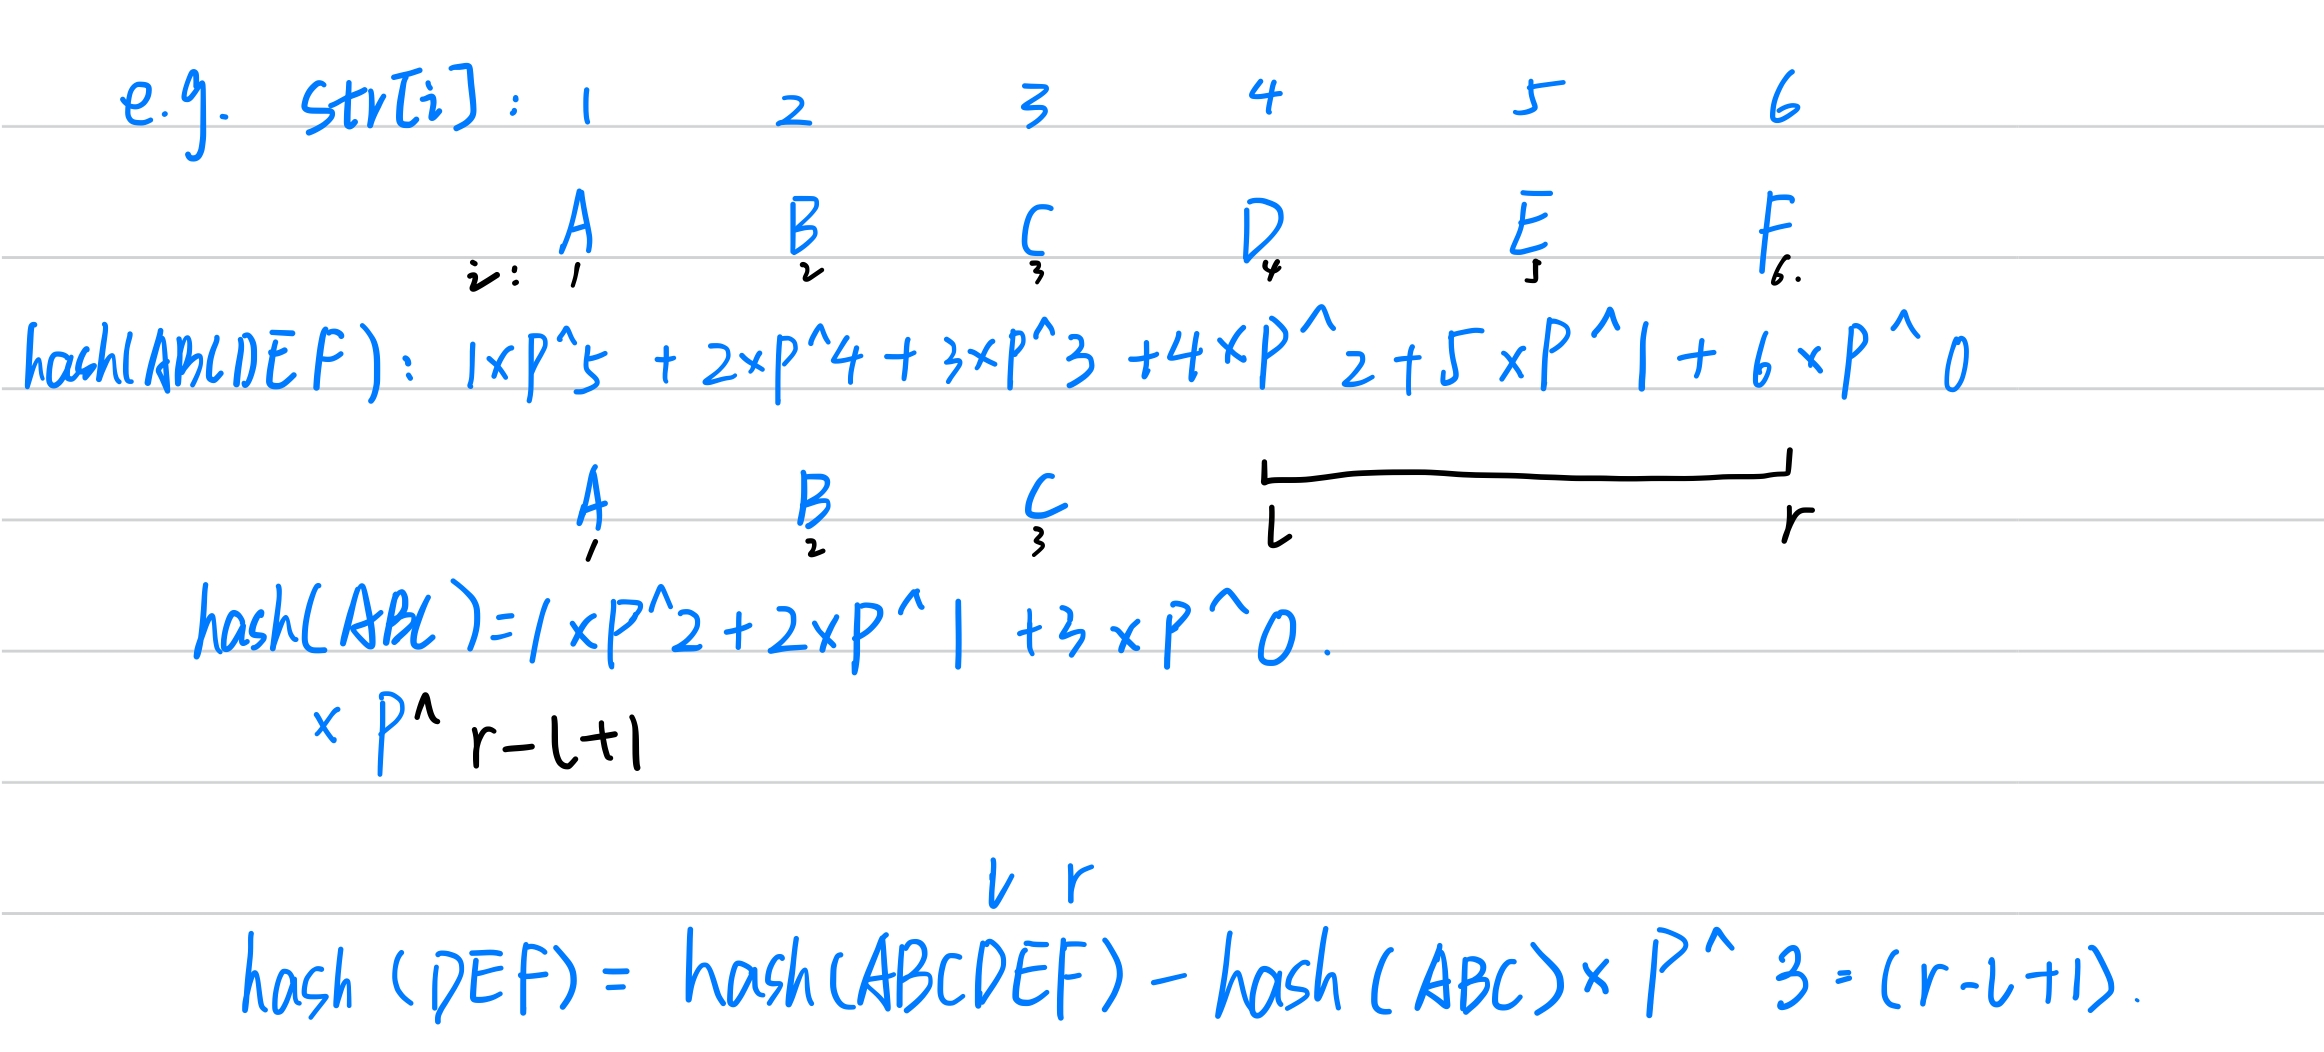 e.g. str[i]: 1 2 3 4 5 6
A B C D E F
i: 1 2 3 4 5 6.
hash(ABCDEF): 1×P^5 + 2×P^4 + 3×P^3 + 4×P^2 + 5×P^1 + 6×P^0
A B C
1 2 3 l r
hash(ABC)=1×P^2+2×P^1+3×P^0.
×P^r-l+1
l r
hash(DEF)=hash(ABCDEF)-hash(ABC)×P^3=(r-l+1).